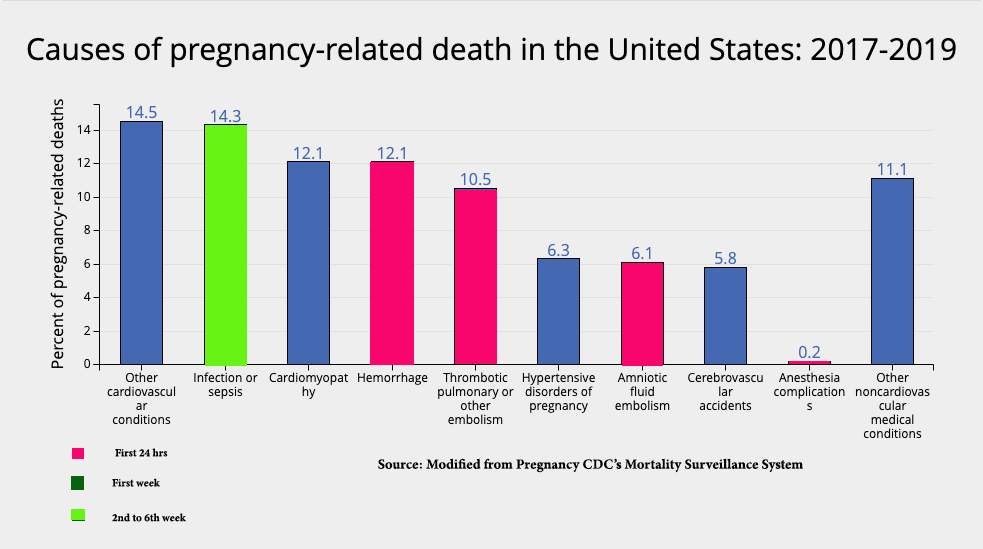 Causes of pregnancy-related death in the United States: 2017-2019
Percent of pregnancy-related deaths
14
12
10
8
6
4
2
0
14.5
14.3
12.1
12.1
10.5
6.3
6.1
5.8
0.2
11.1
Other
cardiovascul
ar
conditions
Infection or
sepsis
Cardiomyopat
hy
Hemorrhage
Thrombotic
pulmonary or
other
embolism
Hypertensive
disorders of
pregnancy
Amniotic
fluid
embolism
Cerebrovascu
lar
accidents
Anesthesia
complication
s
Other
noncardiovas
cular
medical
conditions
First 24 hrs
First week
2nd to 6th week
Source: Modified from Pregnancy CDC's Mortality Surveillance System